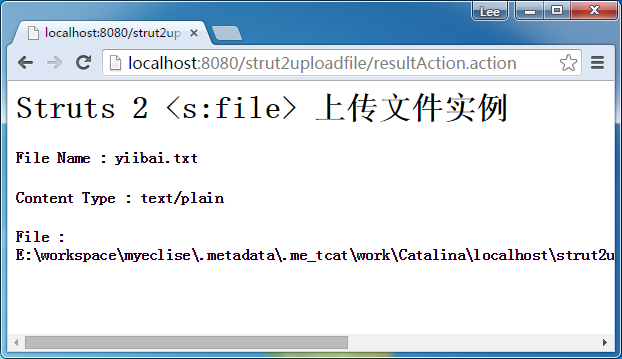 Lee
localhost:8080/strut2up
localhost:8080/strut2uploadfile/resultAction.action
Struts 2 <s:file> 上传文件实例
File Name : yiibai.txt
Content Type : text/plain
File :
E:\workspace\myeclise\.metadata\.me_tcat\work\Catalina\localhost\strut2u